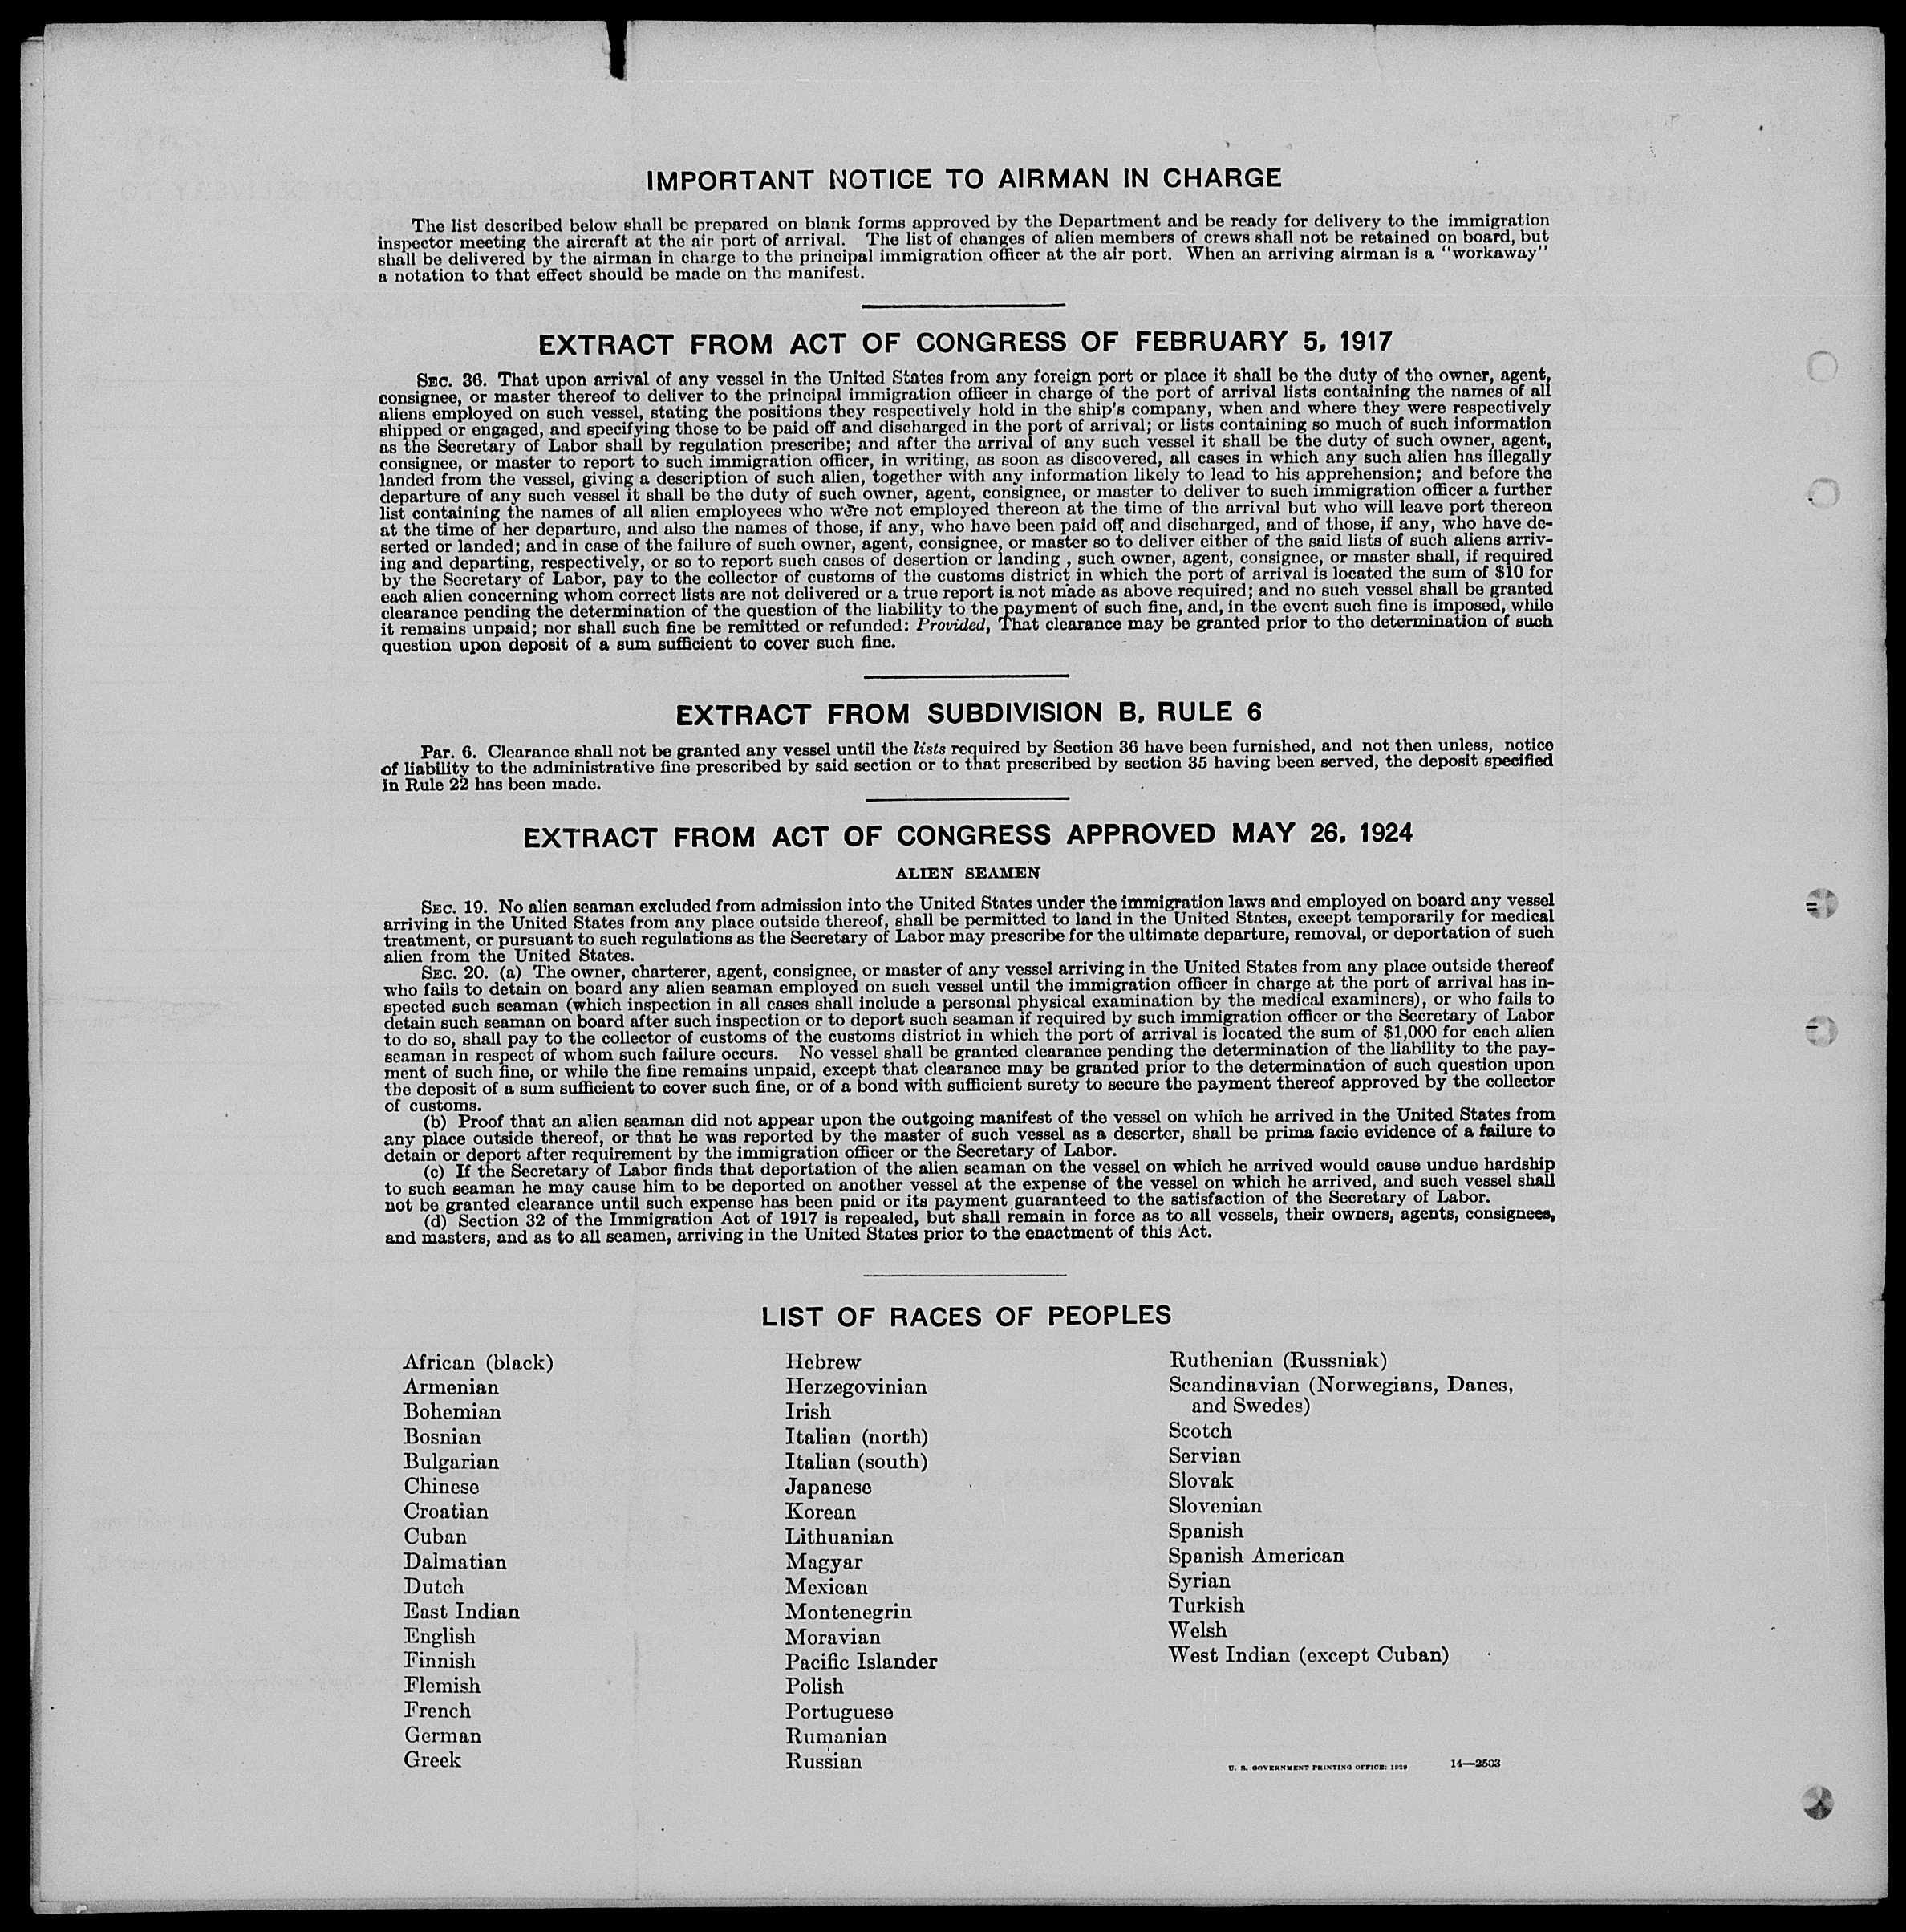 IMPORTANT NOTICE TO AIRMAN IN CHARGE
The list described below shall be prepared on blank forms approved by the Department and be ready for delivery to the immigration
inspector meeting the aircraft at the air port of arrival. The list of changes of alien members of crews shall not be retained on board, but
shall be delivered by the airman in charge to the principal immigration officer at the air port. When an arriving airman is a "workaway"
a notation to that effect should be made on the manifest.
EXTRACT FROM ACT OF CONGRESS OF FEBRUARY 5, 1917
SEC. 36. That upon arrival of any vessel in the United States from any foreign port or place it shall be the duty of the owner, agent,
consignee, or master thereof to deliver to the principal immigration officer in charge of the port of arrival lists containing the names of all
aliens employed on such vessel, stating the positions they respectively hold in the ship's company, when and where they were respectively
shipped or engaged, and specifying those to be paid off and discharged in the port of arrival; or lists containing so much of such information
as the Secretary of Labor shall by regulation prescribe; and after the arrival of any such vessel it shall be the duty of such owner, agent,
consignee, or master to report to such immigration officer, in writing, as soon as discovered, all cases in which any such alien has illegally
landed from the vessel, giving a description of such alien, together with any information likely to lead to his apprehension; and before the
departure of any such vessel it shall be the duty of such owner, agent, consignee, or master to deliver to such immigration officer a further
list containing the names of all alien employees who were not employed thereon at the time of the arrival but who will leave port thereon
at the time of her departure, and also the names of those, if any, who have been paid off and discharged, and of those, if any, who have de-
serted or landed; and in case of the failure of such owner, agent, consignee, or master so to deliver either of the said lists of such aliens arriv-
ing and departing, respectively, or so to report such cases of desertion or landing , such owner, agent, consignee, or master shall, if required
by the Secretary of Labor, pay to the collector of customs of the customs district in which the port of arrival is located the sum of $10 for
each alien concerning whom correct lists are not delivered or a true report is not made as above required; and no such vessel shall be granted
clearance pending the determination of the question of the liability to the payment of such fine, and, in the event such fine is imposed, while
it remains unpaid; nor shall such fine be remitted or refunded: Provided, That clearance may be granted prior to the determination of such
question upon deposit of a sum sufficient to cover such fine.
EXTRACT FROM SUBDIVISION B, RULE 6
Par. 6. Clearance shall not be granted any vessel until the lists required by Section 36 have been furnished, and not then unless, notice
of liability to the administrative fine prescribed by said section or to that prescribed by section 35 having been served, the deposit specified
in Rule 22 has been made.
EXTRACT FROM ACT OF CONGRESS APPROVED MAY 26, 1924
ALIEN SEAMEN
SEC. 19. No alien seaman excluded from admission into the United States under the immigration laws and employed on board any vessel
arriving in the United States from any place outside thereof, shall be permitted to land in the United States, except temporarily for medical
treatment, or pursuant to such regulations as the Secretary of Labor may prescribe for the ultimate departure, removal, or deportation of such
alien from the United States.
SEC. 20. (a) The owner, charterer, agent, consignee, or master of any vessel arriving in the United States from any place outside thereof
who fails to detain on board any alien seaman employed on such vessel until the immigration officer in charge at the port of arrival has in-
spected such seaman (which inspection in all cases shall include a personal physical examination by the medical examiners), or who fails to
detain such seaman on board after such inspection or to deport such seaman if required by such immigration officer or the Secretary of Labor
to do so, shall pay to the collector of customs of the customs district in which the port of arrival is located the sum of $1,000 for each alien
seaman in respect of whom such failure occurs. No vessel shall be granted clearance pending the determination of the liability to the pay-
ment of such fine, or while the fine remains unpaid, except that clearance may be granted prior to the determination of such question upon
the deposit of a sum sufficient to cover such fine, or of a bond with sufficient surety to secure the payment thereof approved by the collector
of customs.
(b) Proof that an alien seaman did not appear upon the outgoing manifest of the vessel on which he arrived in the United States from
any place outside thereof, or that he was reported by the master of such vessel as a deserter, shall be prima facie evidence of a failure to
detain or deport after requirement by the immigration officer or the Secretary of Labor.
(c) If the Secretary of Labor finds that deportation of the alien seaman on the vessel on which he arrived would cause undue hardship
to such seaman he may cause him to be deported on another vessel at the expense of the vessel on which he arrived, and such vessel shall
not be granted clearance until such expense has been paid or its payment guaranteed to the satisfaction of the Secretary of Labor.
(d) Section 32 of the Immigration Act of 1917 is repealed, but shall remain in force as to all vessels, their owners, agents, consignees,
and masters, and as to all seamen, arriving in the United States prior to the enactment of this Act.
LIST OF RACES OF PEOPLES
African (black)
Armenian
Bohemian
Bosnian
Bulgarian
Chinese
Croatian
Cuban
Dalmatian
Dutch
East Indian
English
Finnish
Flemish
French
German
Greek
Hebrew
Herzegovinian
Irish
Italian (north)
Italian (south)
Japanese
Korean
Lithuanian
Magyar
Mexican
Montenegrin
Moravian
Pacific Islander
Polish
Portuguese
Rumanian
Russian
Ruthenian (Russniak)
Scandinavian (Norwegians, Danes,
and Swedes)
Scotch
Servian
Slovak
Slovenian
Spanish
Spanish American
Syrian
Turkish
Welsh
West Indian (except Cuban)
U. S. GOVERNMENT PRINTING OFFICE: 1929 14—2503